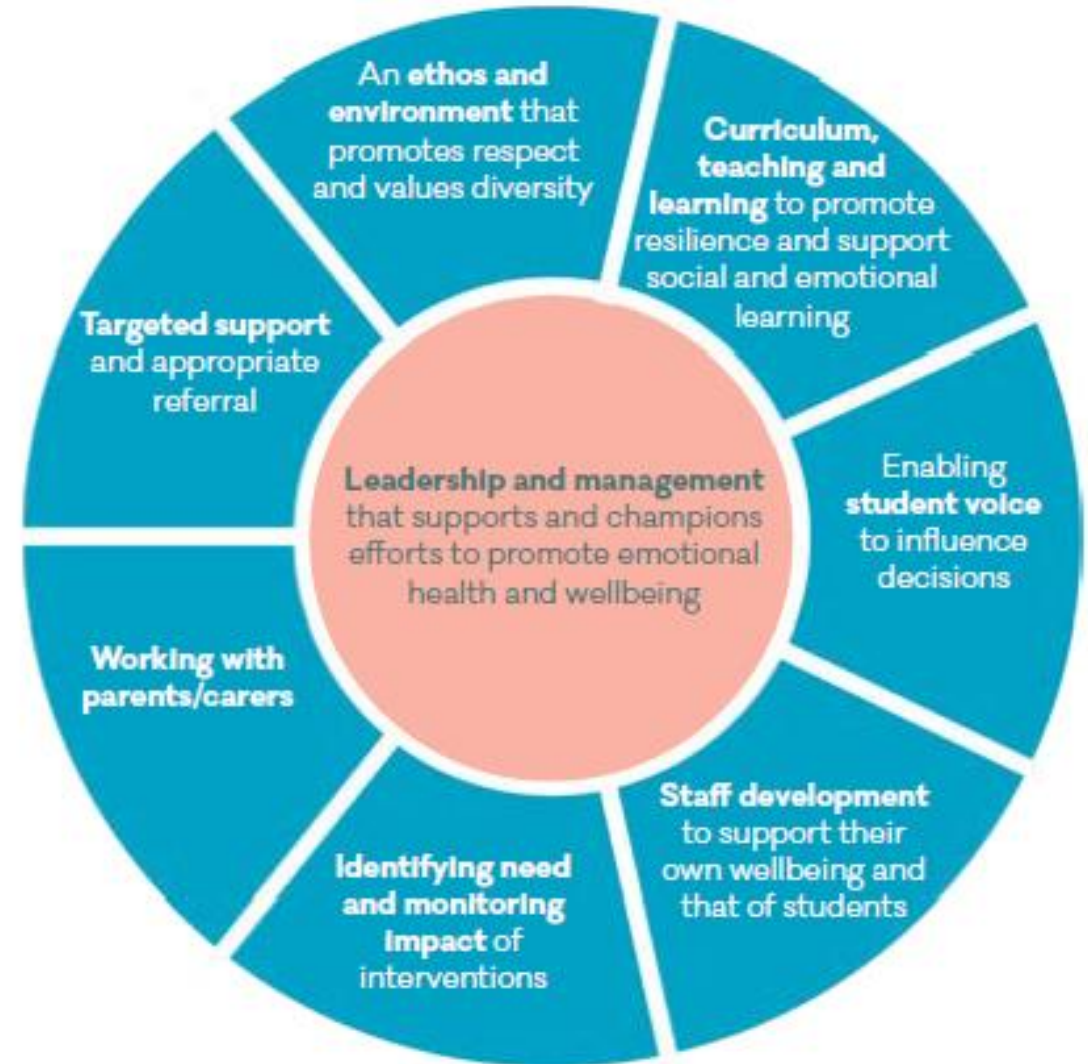 An ethos and
environment that
promotes respect
and values diversity
Curriculum,
teaching and
learning to promote
resilience and support
social and emotional
learning
Enabling
student voice
to influence
decisions
Staff development
to support their
own wellbeing and
that of students
Identifying need
and monitoring
impact of
interventions
Working with
parents/carers
Targeted support
and appropriate
referral
Leadership and management
that supports and champions
efforts to promote emotional
health and wellbeing